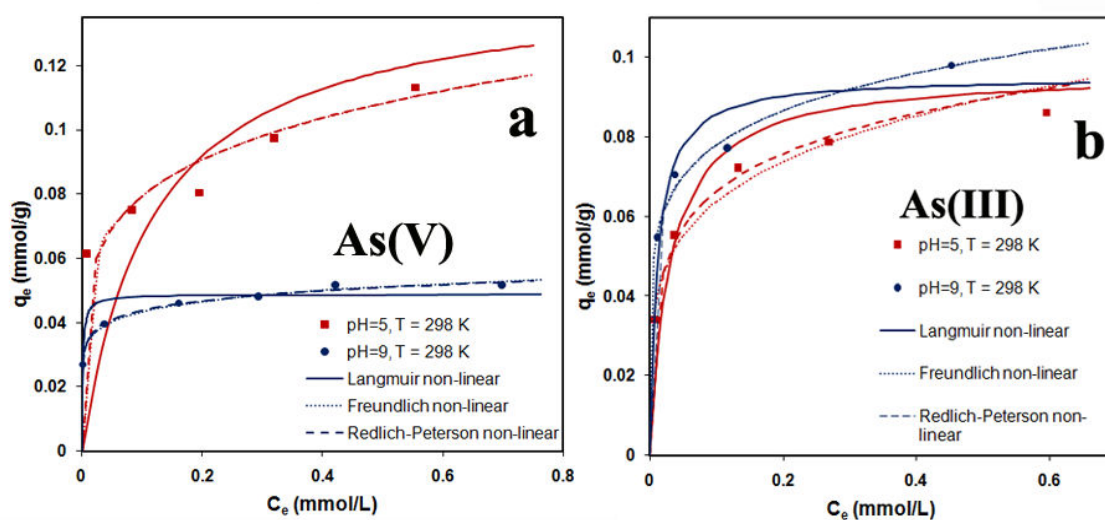 a
As(V)
qe (mmol/g)
0.12
0.1
0.08
0.06
0.04
0.02
0
0
0.2
0.4
0.6
0.8
Ce (mmol/L)
pH=5, T = 298 K
pH=9, T = 298 K
Langmuir non-linear
Freundlich non-linear
Redlich-Peterson non-linear
b
As(III)
qe (mmol/g)
0.1
0.08
0.06
0.04
0.02
0
0
0.2
0.4
0.6
Ce (mmol/L)
pH=5, T = 298 K
pH=9, T = 298 K
Langmuir non-linear
Freundlich non-linear
Redlich-Peterson non-
linear